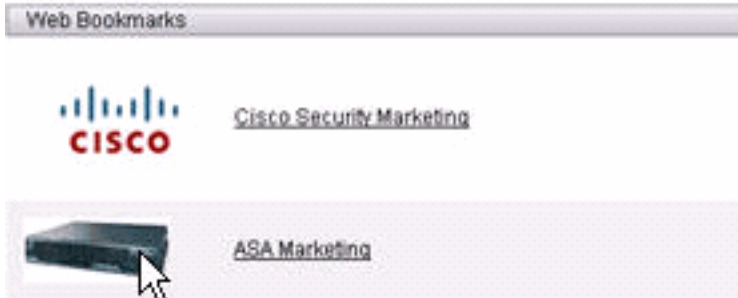 Web Bookmarks
CISCO
Cisco Security Marketing
ASA Marketing